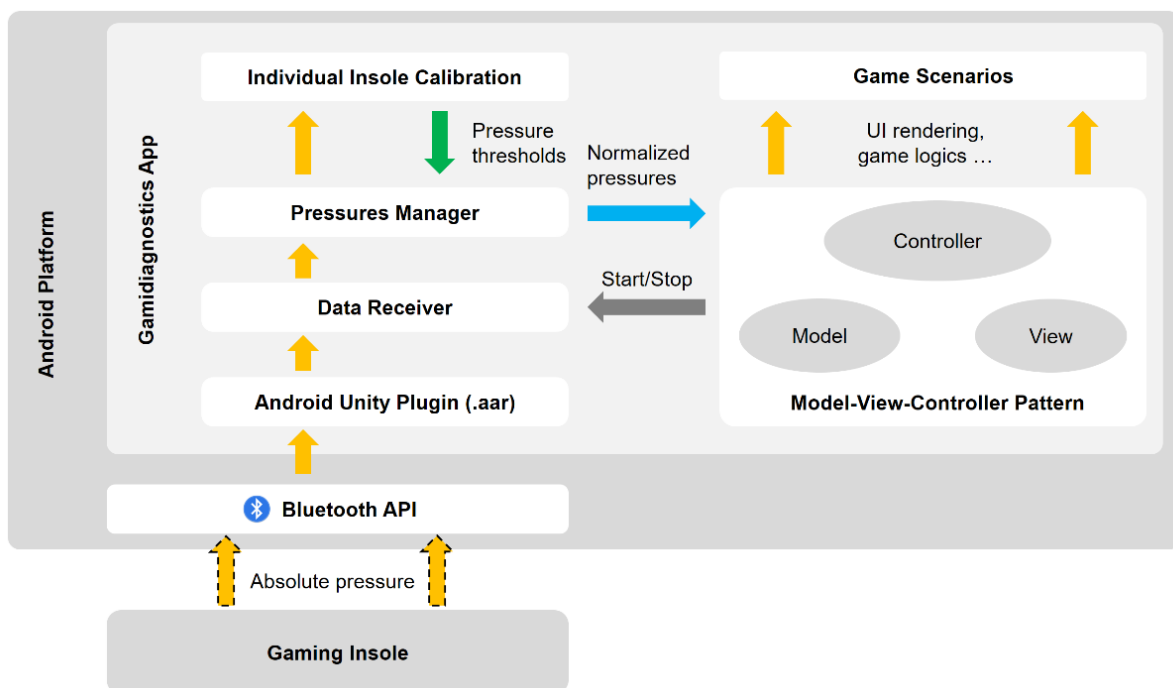 Individual Insole Calibration
Game Scenarios
Pressure
thresholds
UI rendering,
game logics …
Normalized
pressures
Pressures Manager
Controller
Start/Stop
Data Receiver
Model
View
Android Unity Plugin (.aar)
Model-View-Controller Pattern
Gamidiagnostics App
Android Platform
Bluetooth API
Absolute pressure
Gaming Insole